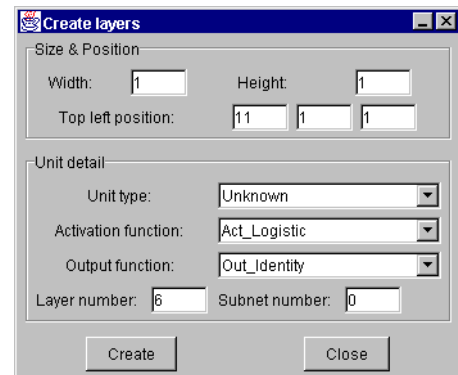 Create layers
Size & Position
Width: 1 Height: 1
Top left position: 11 1 1
Unit detail
Unit type: Unknown
Activation function: Act_Logistic
Output function: Out_Identity
Layer number: 6 Subnet number: 0
Create Close